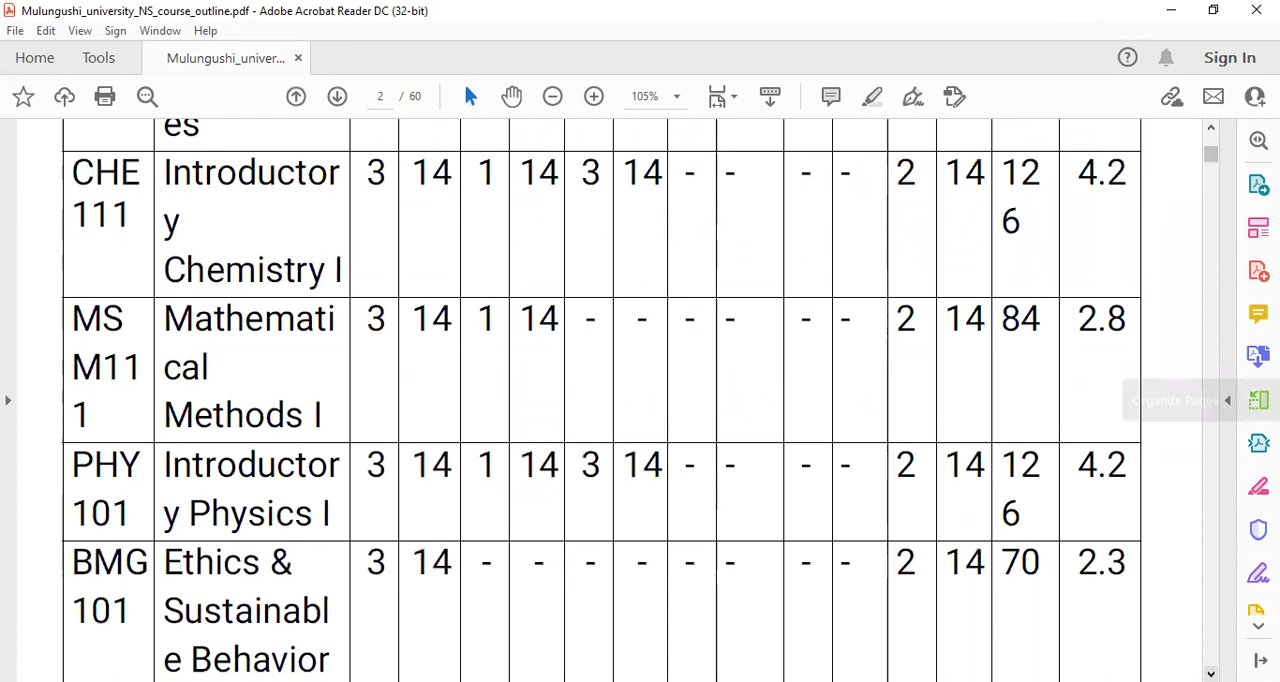 Mulungushi_university_NS_course_outline.pdf - Adobe Acrobat Reader DC (32-bit)
File Edit View Sign Window Help
Home Tools Mulungushi_univer... × Sign In
2 / 60 105%
es
CHE Introductor 3 14 1 14 3 14 - - - - 2 14 12 4.2
111 y 6
Chemistry I
MS Mathemati 3 14 1 14 - - - - - - 2 14 84 2.8
M11 cal
1 Methods I
PHY Introductor 3 14 1 14 3 14 - - - - 2 14 12 4.2
101 y Physics I 6
BMG Ethics & 3 14 - - - - - - - - 2 14 70 2.3
101 Sustainabl
e Behavior
Organize Pages